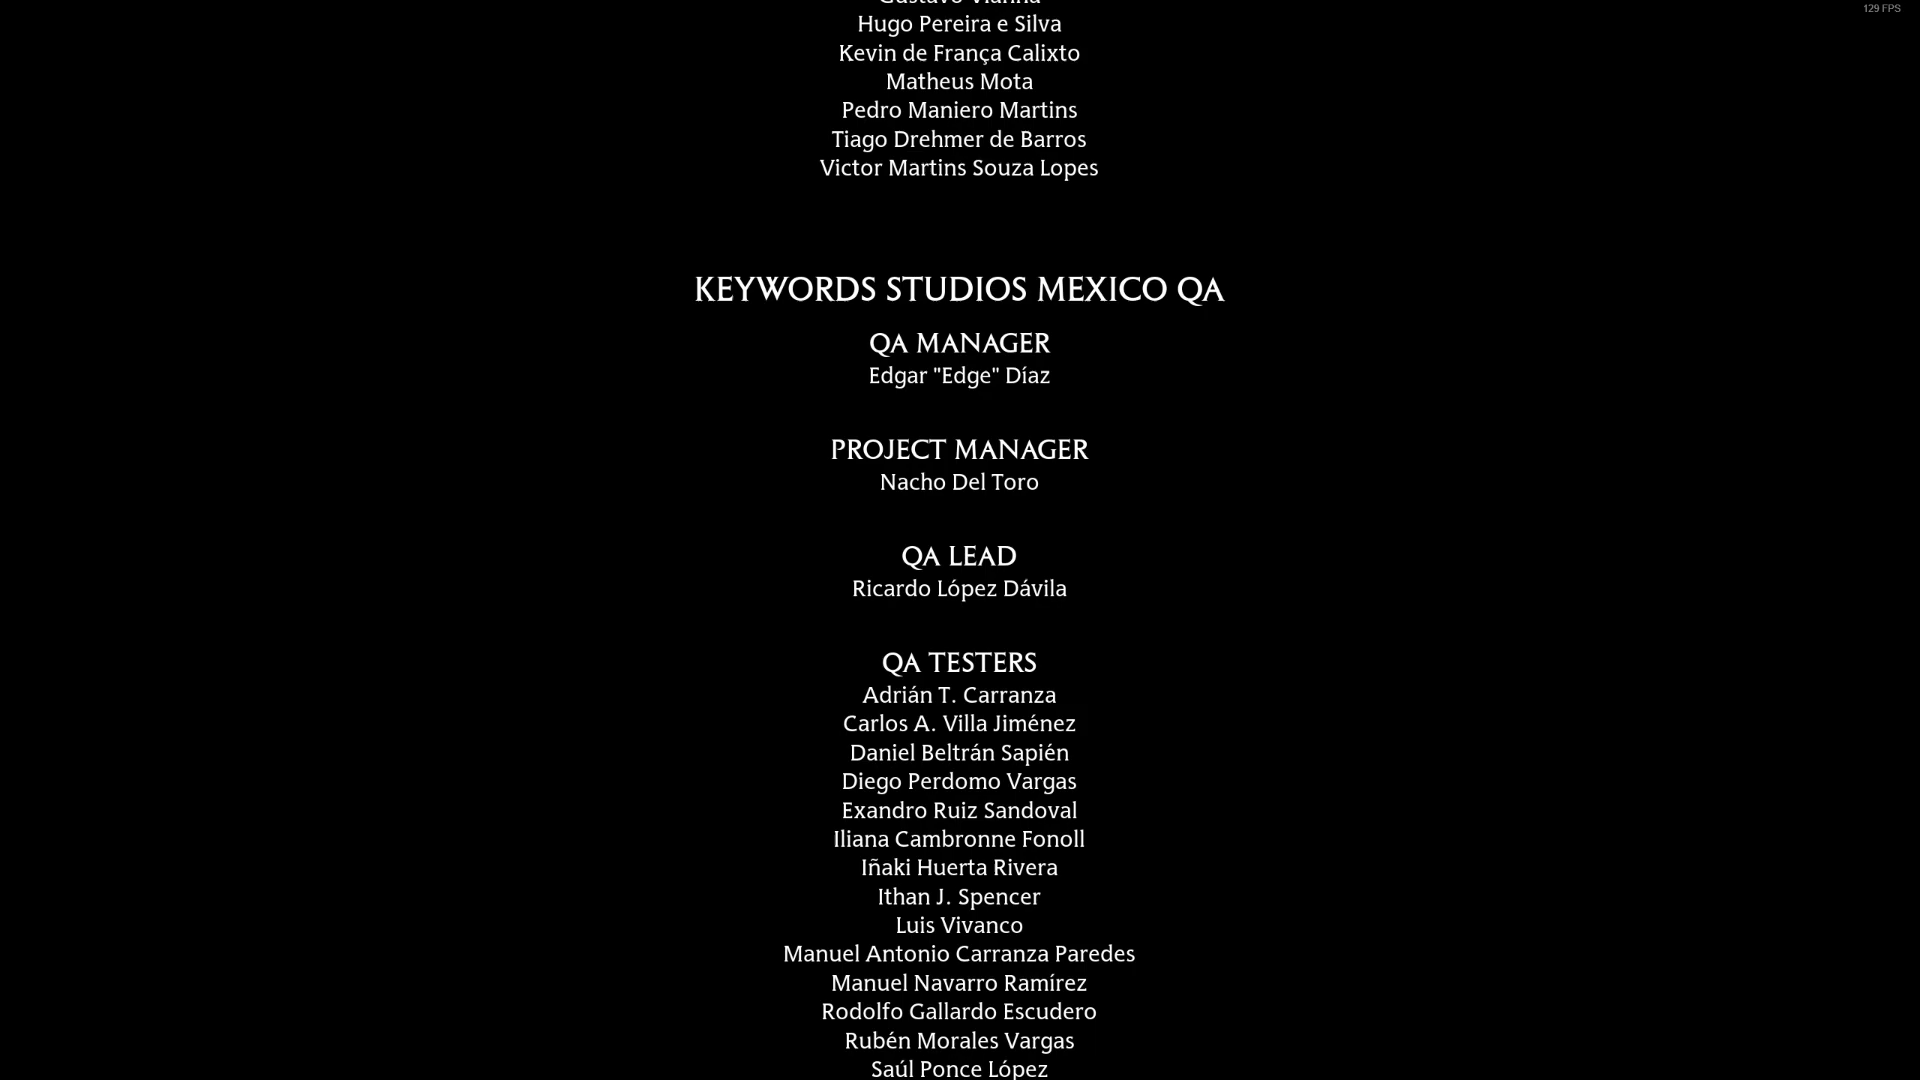 129 FPS
Gustavo Vianna
Hugo Pereira e Silva
Kevin de França Calixto
Matheus Mota
Pedro Maniero Martins
Tiago Drehmer de Barros
Victor Martins Souza Lopes
KEYWORDS STUDIOS MEXICO QA
QA MANAGER
Edgar "Edge" Díaz
PROJECT MANAGER
Nacho Del Toro
QA LEAD
Ricardo López Dávila
QA TESTERS
Adrián T. Carranza
Carlos A. Villa Jiménez
Daniel Beltrán Sapién
Diego Perdomo Vargas
Exandro Ruiz Sandoval
Iliana Cambronne Fonoll
Iñaki Huerta Rivera
Ithan J. Spencer
Luis Vivanco
Manuel Antonio Carranza Paredes
Manuel Navarro Ramírez
Rodolfo Gallardo Escudero
Rubén Morales Vargas
Saúl Ponce López